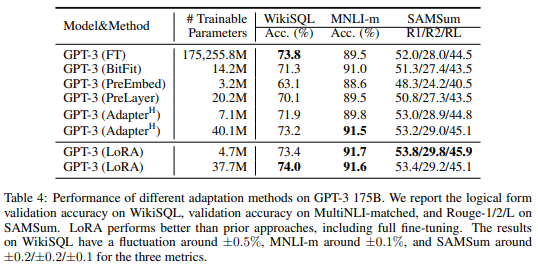 Model&Method # Trainable Parameters WikiSQL Acc. (%) MNLI-m Acc. (%) SAMSum R1/R2/RL
GPT-3 (FT) 175,255.8M 73.8 89.5 52.0/28.0/44.5
GPT-3 (BitFit) 14.2M 71.3 91.0 51.3/27.4/43.5
GPT-3 (PreEmbed) 3.2M 63.1 88.6 48.3/24.2/40.5
GPT-3 (PreLayer) 20.2M 70.1 89.5 50.8/27.3/43.5
GPT-3 (Adapterᴴ) 7.1M 71.9 89.8 53.0/28.9/44.8
GPT-3 (Adapterᴴ) 40.1M 73.2 91.5 53.2/29.0/45.1
GPT-3 (LoRA) 4.7M 73.4 91.7 53.8/29.8/45.9
GPT-3 (LoRA) 37.7M 74.0 91.6 53.4/29.2/45.1
Table 4: Performance of different adaptation methods on GPT-3 175B. We report the logical form
validation accuracy on WikiSQL, validation accuracy on MultiNLI-matched, and Rouge-1/2/L on
SAMSum. LoRA performs better than prior approaches, including full fine-tuning. The results
on WikiSQL have a fluctuation around ±0.5%, MNLI-m around ±0.1%, and SAMSum around
±0.2/±0.2/±0.1 for the three metrics.